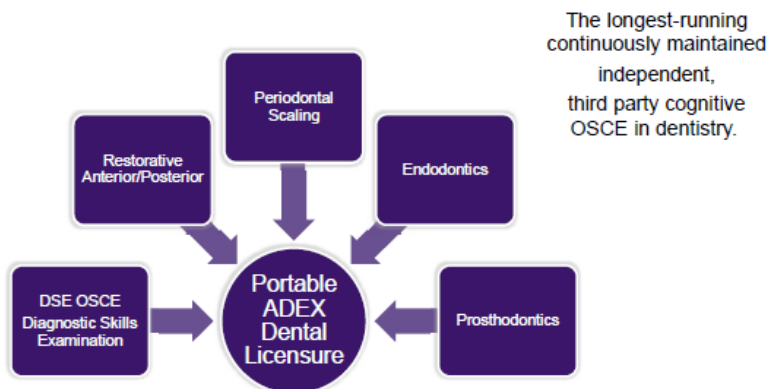 The longest-running
continuously maintained
independent,
third party cognitive
OSCE in dentistry.
Periodontal
Scaling
Restorative
Anterior/Posterior
Endodontics
DSE OSCE
Diagnostic Skills
Examination
Portable
ADEX
Dental
Licensure
Prosthodontics